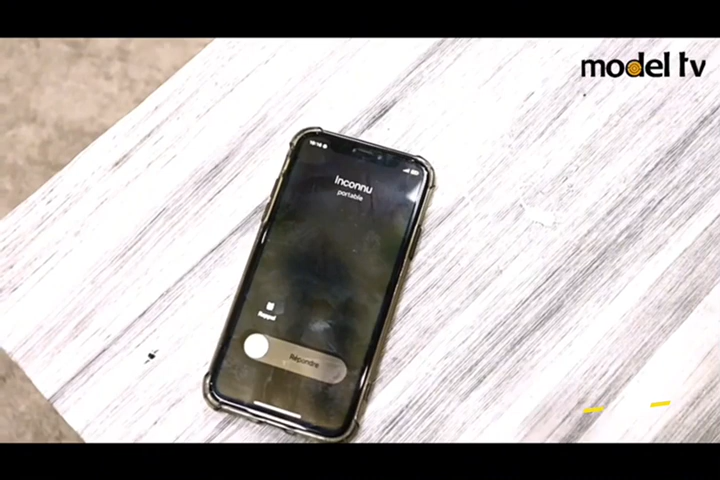 model tv
Inconnu
portable
Rappel
Répondre